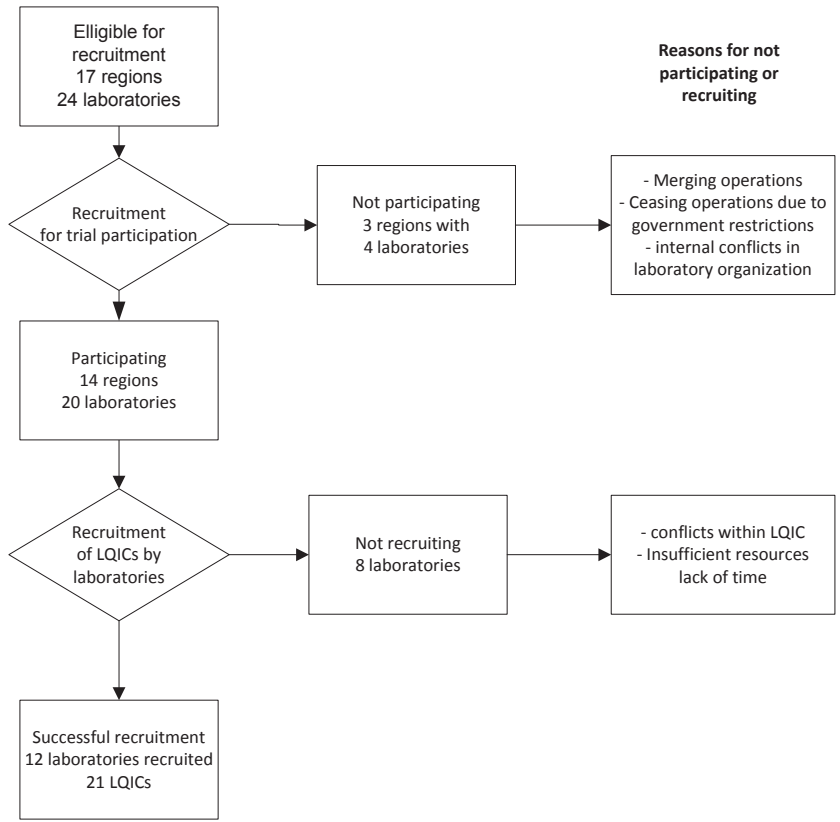 Elligible for
recruitment
17 regions
24 laboratories
Reasons for not
participating or
recruiting
Recruitment
for trial participation
Not participating
3 regions with
4 laboratories
- Merging operations
- Ceasing operations due to
government restrictions
- internal conflicts in
laboratory organization
Participating
14 regions
20 laboratories
Recruitment
of LQICs by
laboratories
Not recruiting
8 laboratories
- conflicts within LQIC
- Insufficient resources
lack of time
Successful recruitment
12 laboratories recruited
21 LQICs